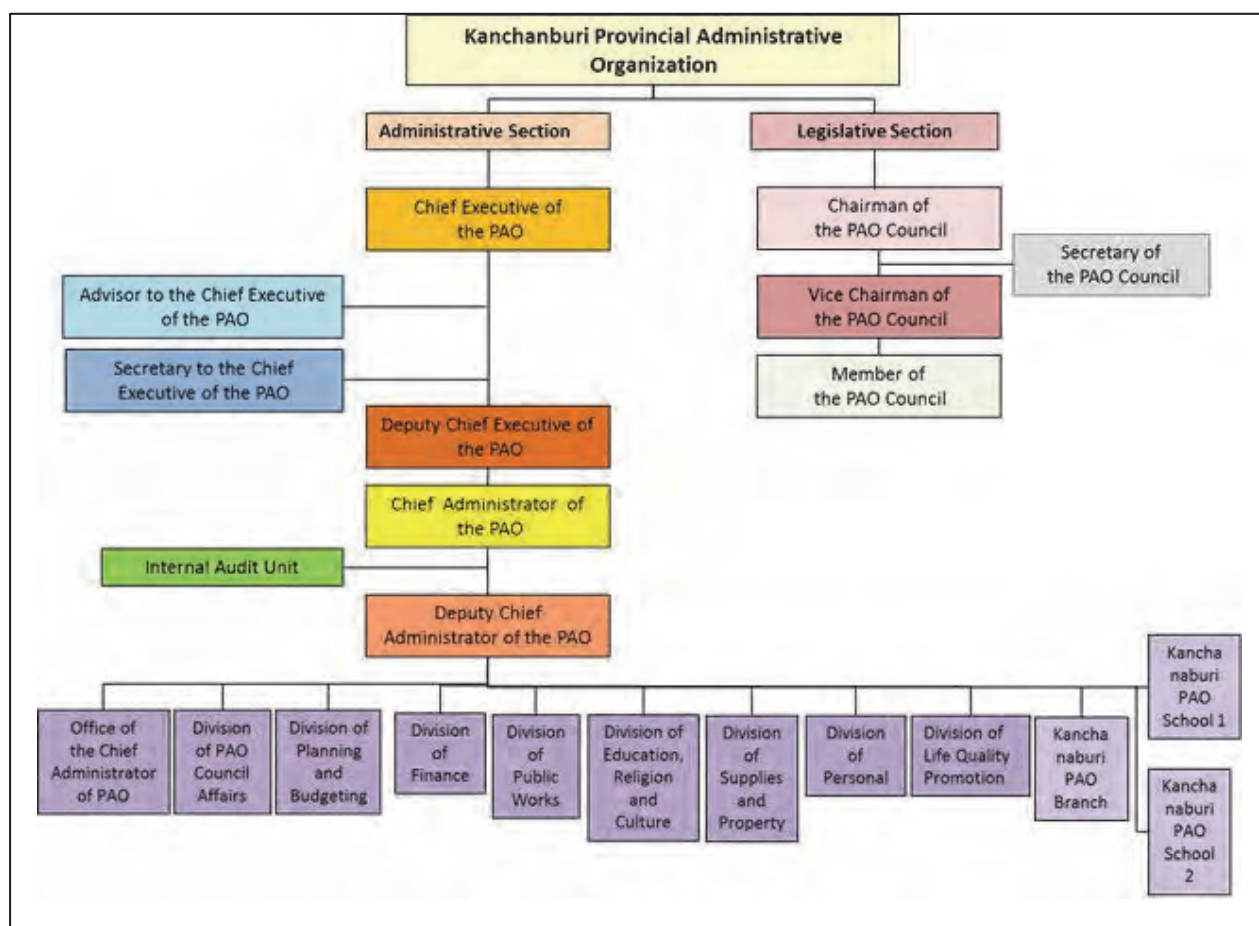 Kanchanburi Provincial Administrative
Organization
Administrative Section
Legislative Section
Chief Executive of
the PAO
Chairman of
the PAO Council
Secretary of
the PAO Council
Advisor to the Chief Executive
of the PAO
Vice Chairman of
the PAO Council
Secretary to the Chief
Executive of the PAO
Member of
the PAO Council
Deputy Chief Executive of
the PAO
Chief Administrator of
the PAO
Internal Audit Unit
Deputy Chief
Administrator of the PAO
Office of
the Chief
Administrator
of PAO
Division
of PAO
Council
Affairs
Division of
Planning
and
Budgeting
Division
of
Finance
Division
of
Public
Works
Division of
Education,
Religion
and
Culture
Division
of
Supplies
and
Property
Division
of
Personal
Division of
Life Quality
Promotion
Kancha
naburi
PAO
Branch
Kancha
naburi
PAO
School 1
Kancha
naburi
PAO
School
2